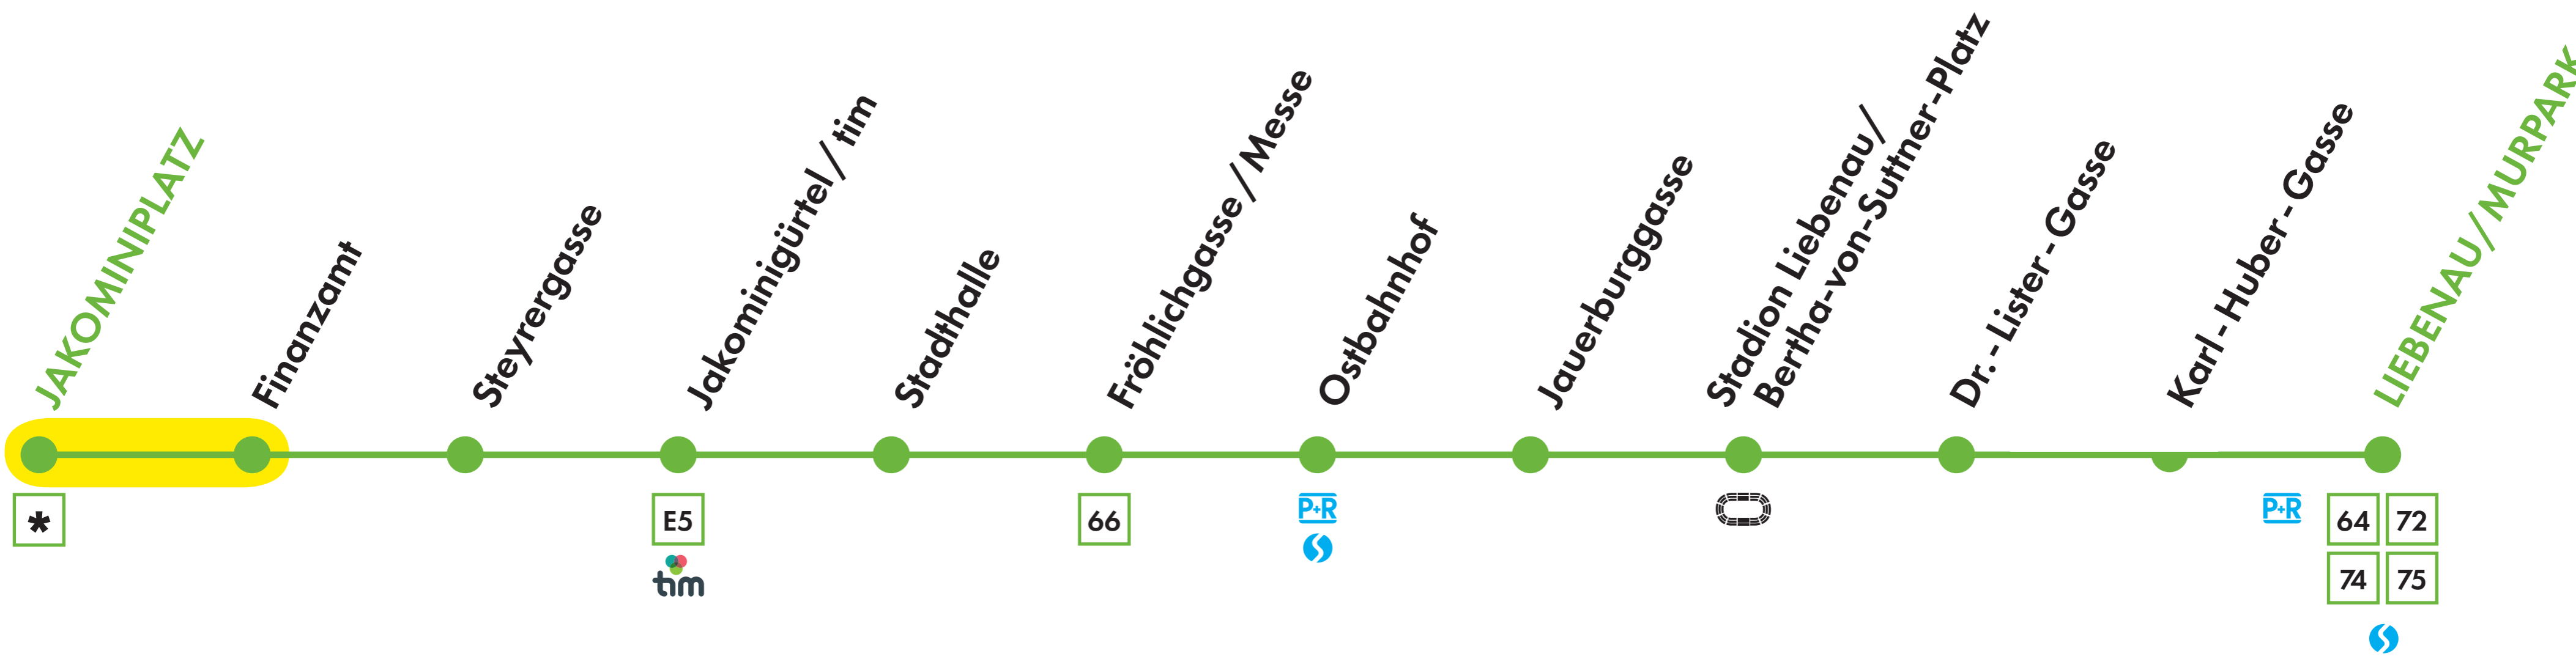 JAKOMINIPLATZ
Finanzamt
Steyrergasse
Jakominigürtel/tim
Stadthalle
Fröhlichgasse/Messe
Ostbahnhof
Jauerburggasse
Stadion Liebenau/
Bertha-von-Suttner-Platz
Dr.-Lister-Gasse
Karl-Huber-Gasse
LIEBENAU/MURPARK
*
E5
tim
66
P+R
P+R
64 72
74 75